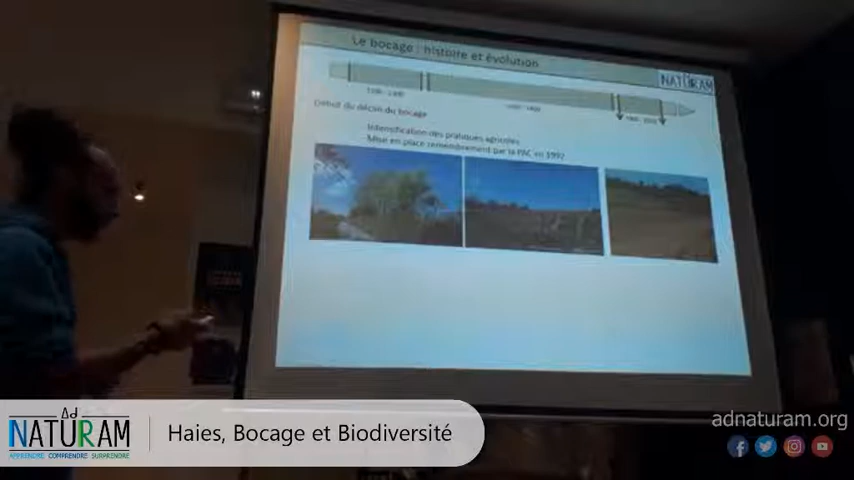 Le bocage : histoire et évolution
NATURAM
Début du déclin du bocage
Intensification des pratiques agricoles
Mise en place remembrement par la PAC en 1992
Ad
NATURAM
APPRENDRE COMPRENDRE SURPRENDRE
Haies, Bocage et Biodiversité
adnaturam.org